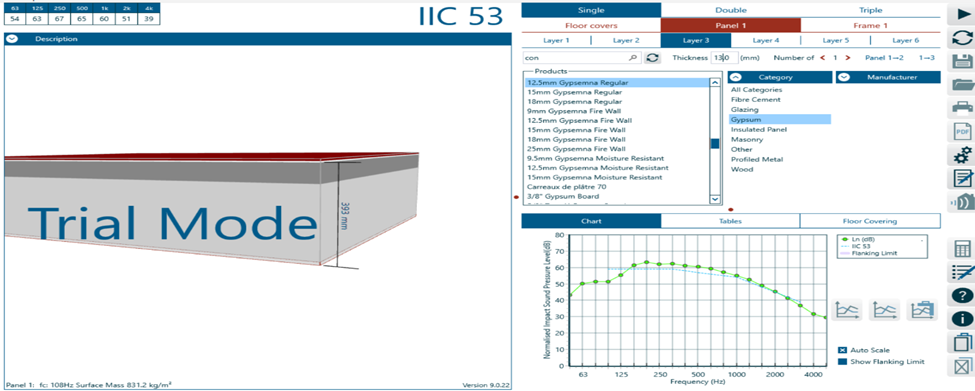 63 125 250 500 1k 2k 4k
54 63 67 65 60 51 39
IIC 53
Description
Trial Mode
393 mm
Panel 1: fc: 108Hz Surface Mass 831.2 kg/m²
Version 9.0.22
Single Double Triple
Floor covers Panel 1 Frame 1
Layer 1 Layer 2 Layer 3 Layer 4 Layer 5 Layer 6
con Thickness 13.0 (mm) Number of < 1 > Panel 1→2 1→3
Products
12.5mm Gypsemna Regular
15mm Gypsemna Regular
18mm Gypsemna Regular
9mm Gypsemna Fire Wall
12.5mm Gypsemna Fire Wall
15mm Gypsemna Fire Wall
18mm Gypsemna Fire Wall
25mm Gypsemna Fire Wall
9.5mm Gypsemna Moisture Resistant
12.5mm Gypsemna Moisture Resistant
15mm Gypsemna Moisture Resistant
Carreaux de plâtre 70
3/8" Gypsum Board
Category Manufacturer
All Categories
Fibre Cement
Glazing
Gypsum
Insulated Panel
Masonry
Other
Profiled Metal
Wood
Chart Tables Floor Covering
Normalised Impact Sound Pressure Level(dB)
80
70
60
50
40
30
20
10
0
63 125 250 500 1000 2000 4000
Frequency (Hz)
Ln (dB)
IIC 53
Flanking Limit
Auto Scale
Show Flanking Limit
PDF